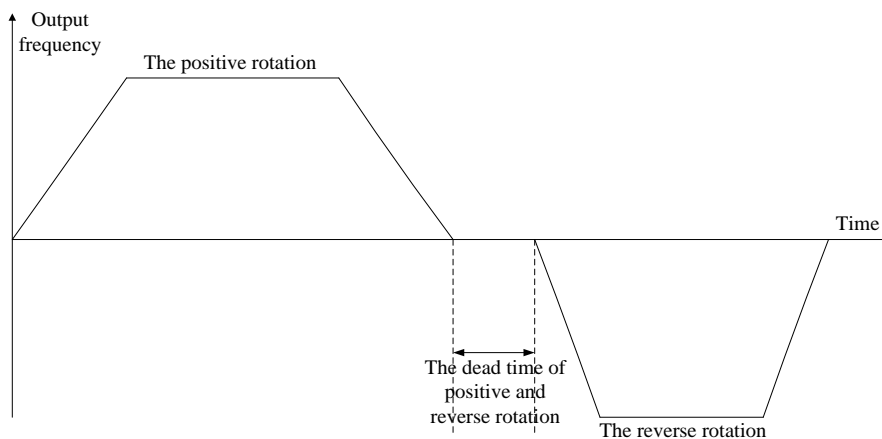 Output
frequency
The positive rotation
Time
The dead time of
positive and
reverse rotation
The reverse rotation